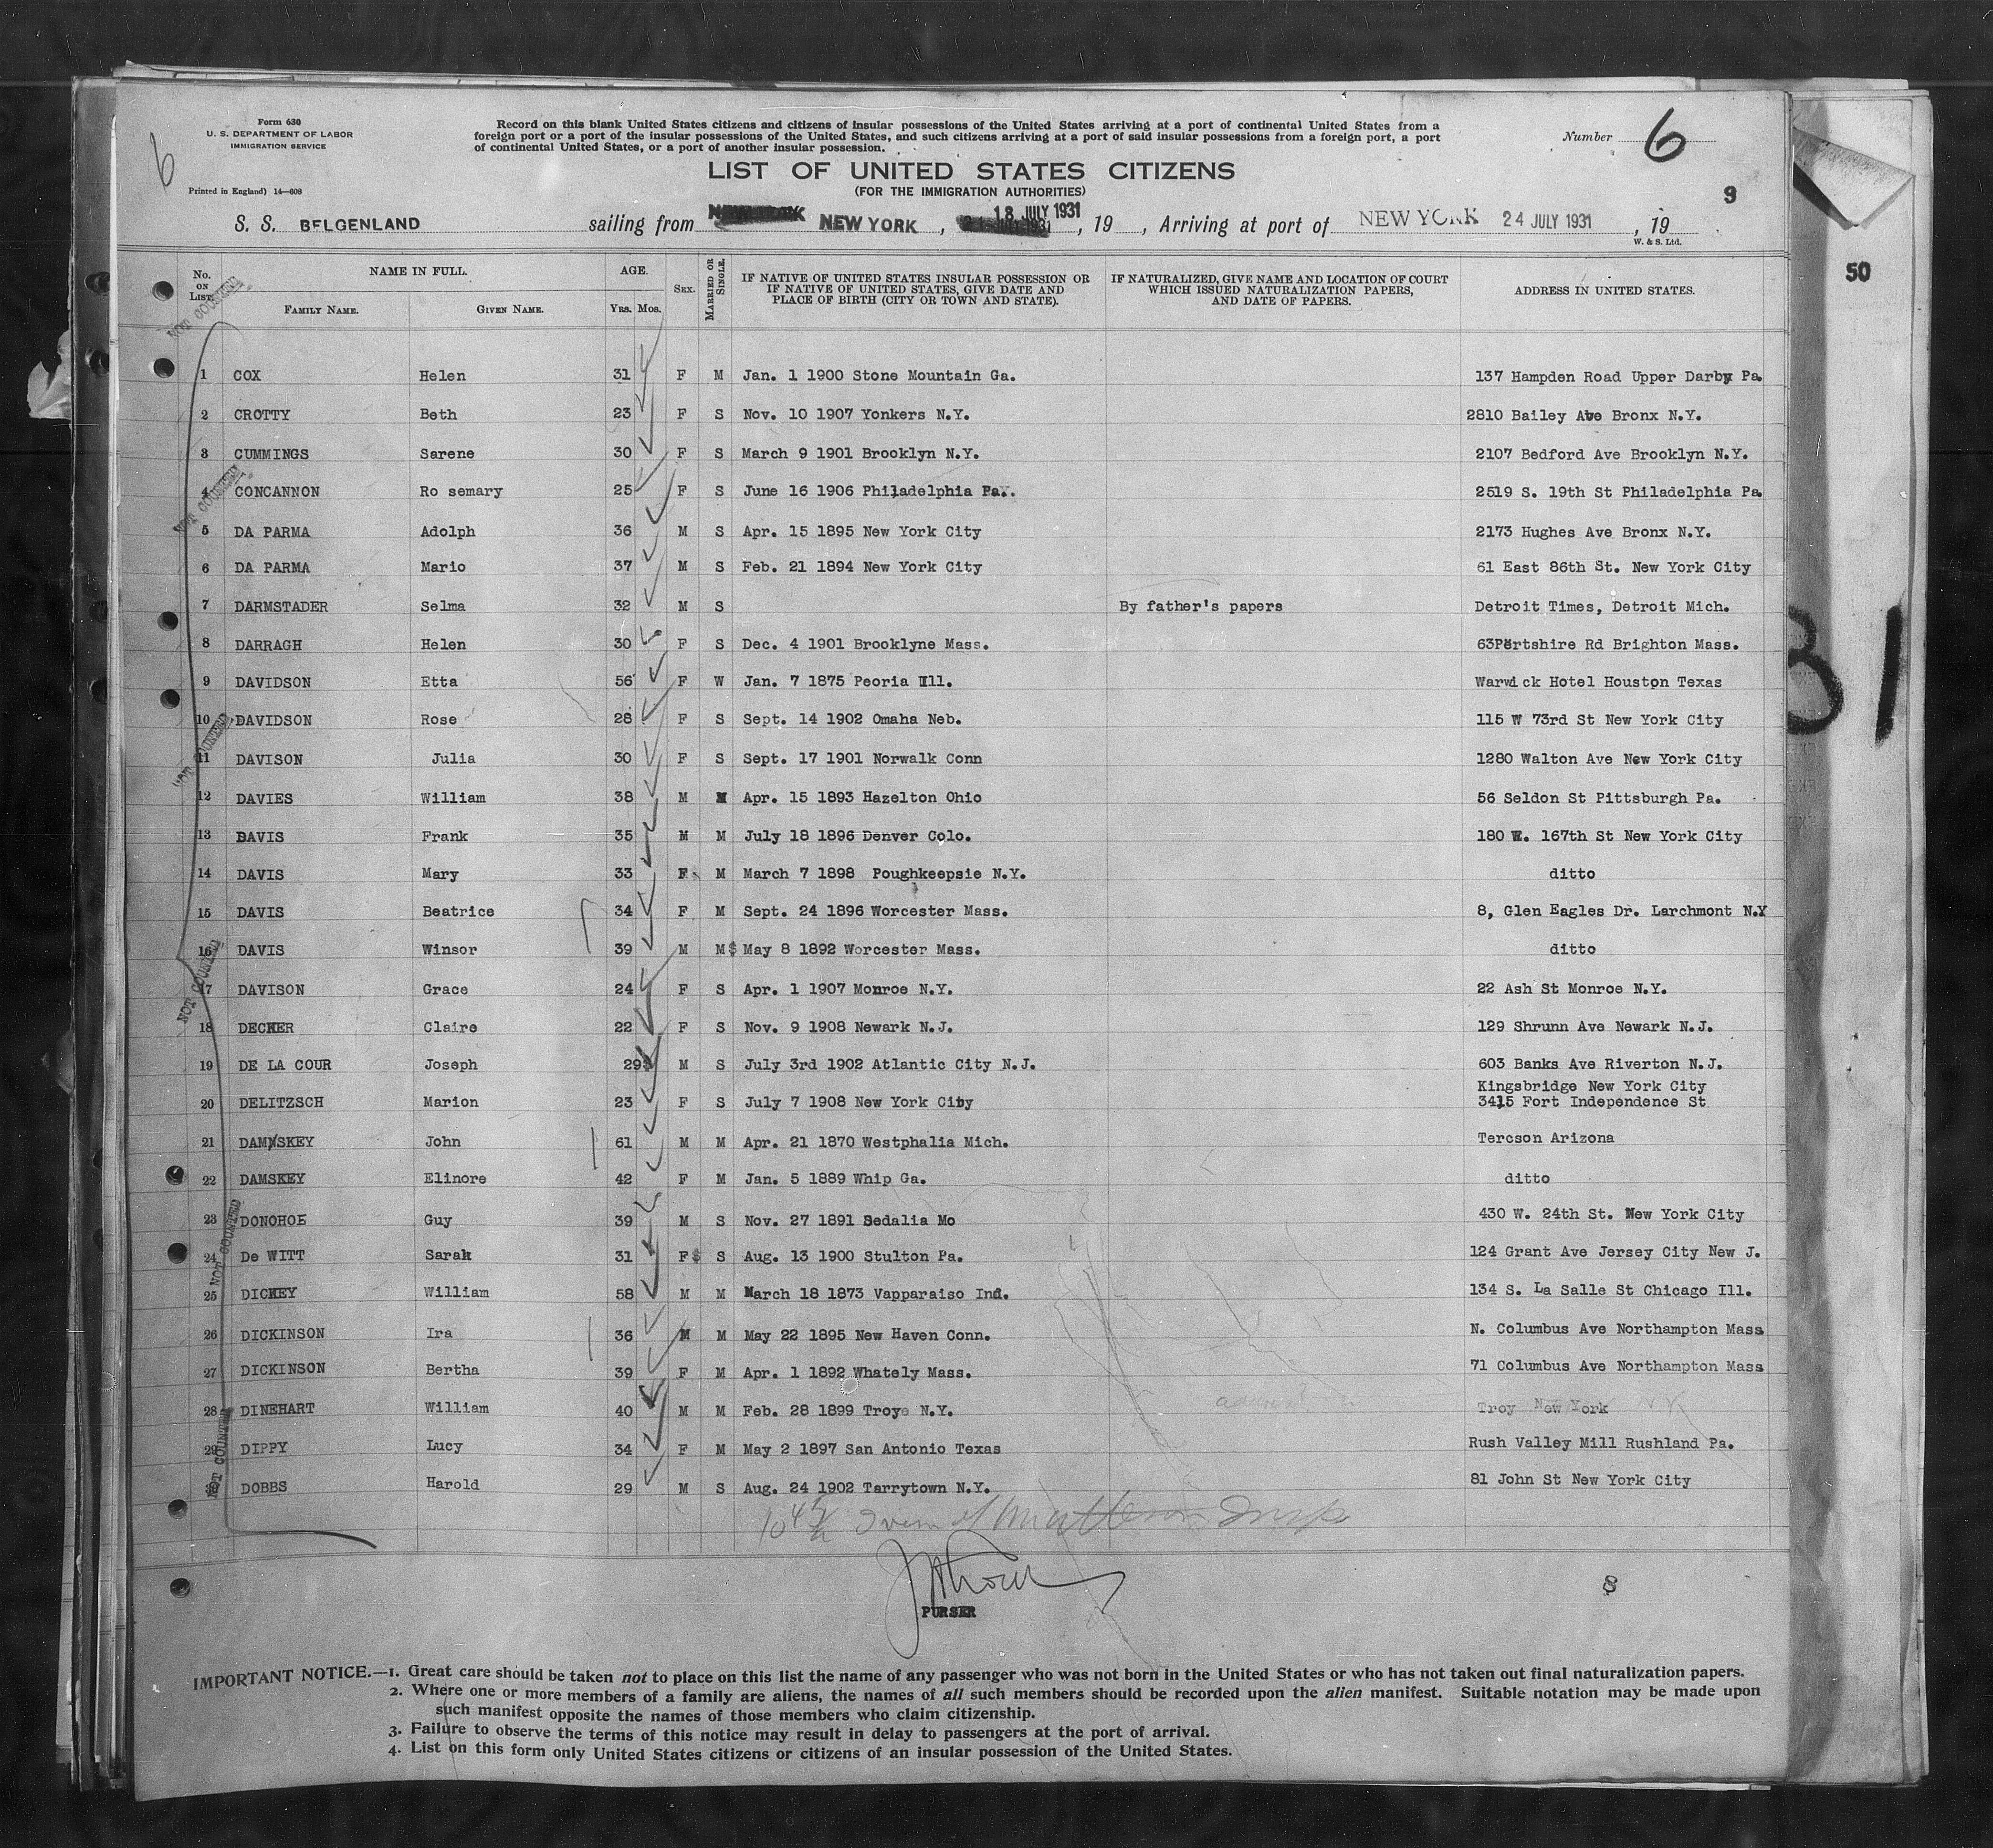 Form 630
U. S. DEPARTMENT OF LABOR
IMMIGRATION SERVICE
Printed in England) 14—608
6
Record on this blank United States citizens and citizens of insular possessions of the United States arriving at a port of continental United States from a
foreign port or a port of the insular possessions of the United States, and such citizens arriving at a port of said insular possessions from a foreign port, a port
of continental United States, or a port of another insular possession.
Number 6
LIST OF UNITED STATES CITIZENS
(FOR THE IMMIGRATION AUTHORITIES)
9
S. S. BELGENLAND sailing from NEW YORK, 18 JULY 1931, 19 , Arriving at port of NEW YORK 24 JULY 1931, 19
W. & S. Ltd.
50
No. ON LIST. NAME IN FULL. FAMILY NAME. GIVEN NAME. AGE. YRS. MOS. SEX. MARRIED OR SINGLE. IF NATIVE OF UNITED STATES INSULAR POSSESSION OR IF NATIVE OF UNITED STATES, GIVE DATE AND PLACE OF BIRTH (CITY OR TOWN AND STATE). IF NATURALIZED, GIVE NAME AND LOCATION OF COURT WHICH ISSUED NATURALIZATION PAPERS, AND DATE OF PAPERS. ADDRESS IN UNITED STATES.
NOT COUNTED
1 COX Helen 31 F M Jan. 1 1900 Stone Mountain Ga. 137 Hampden Road Upper Darby Pa.
2 CROTTY Beth 23 F S Nov. 10 1907 Yonkers N.Y. 2810 Bailey Ave Bronx N.Y.
3 CUMMINGS Sarene 30 F S March 9 1901 Brooklyn N.Y. 2107 Bedford Ave Brooklyn N.Y.
NOT COUNTED
4 CONCANNON Ro semary 25 F S June 16 1906 Philadelphia Pa. 2519 S. 19th St Philadelphia Pa.
5 DA PARMA Adolph 36 M S Apr. 15 1895 New York City 2173 Hughes Ave Bronx N.Y.
6 DA PARMA Mario 37 M S Feb. 21 1894 New York City 61 East 86th St. New York City
7 DARMSTADER Selma 32 M S By father's papers Detroit Times, Detroit Mich.
8 DARRAGH Helen 30 F S Dec. 4 1901 Brooklyne Mass. 63Pertshire Rd Brighton Mass.
9 DAVIDSON Etta 56 F W Jan. 7 1875 Peoria Ill. Warwick Hotel Houston Texas
10 DAVIDSON Rose 28 F S Sept. 14 1902 Omaha Neb. 115 W 73rd St New York City
NOT COUNTED
11 DAVISON Julia 30 F S Sept. 17 1901 Norwalk Conn 1280 Walton Ave New York City
12 DAVIES William 38 M M Apr. 15 1893 Hazelton Ohio 56 Seldon St Pittsburgh Pa.
13 DAVIS Frank 35 M M July 18 1896 Denver Colo. 180 W. 167th St New York City
14 DAVIS Mary 33 F M March 7 1898 Poughkeepsie N.Y. ditto
15 DAVIS Beatrice 34 F M Sept. 24 1896 Worcester Mass. 8, Glen Eagles Dr. Larchmont N.Y
16 DAVIS Winsor 39 M M May 8 1892 Worcester Mass. ditto
NOT COUNTED
17 DAVISON Grace 24 F S Apr. 1 1907 Monroe N.Y. 22 Ash St Monroe N.Y.
18 DECKER Claire 22 F S Nov. 9 1908 Newark N.J. 129 Shrunn Ave Newark N.J.
19 DE LA COUR Joseph 29 M S July 3rd 1902 Atlantic City N.J. 603 Banks Ave Riverton N.J.
20 DELITZSCH Marion 23 F S July 7 1908 New York City Kingsbridge New York City
3415 Fort Independence St
21 DAMSKEY John 61 M M Apr. 21 1870 Westphalia Mich. Tercson Arizona
22 DAMSKEY Elinore 42 F M Jan. 5 1889 Whip Ga. ditto
23 DONOHOE Guy 39 M S Nov. 27 1891 Sedalia Mo 430 W. 24th St. New York City
NOT COUNTED
24 De WITT Sarah 31 F S Aug. 13 1900 Stulton Pa. 124 Grant Ave Jersey City New J.
25 DICKEY William 58 M M March 18 1873 Vapparaiso Ind. 134 S. La Salle St Chicago Ill.
26 DICKINSON Ira 36 M M May 22 1895 New Haven Conn. N. Columbus Ave Northampton Mass
27 DICKINSON Bertha 39 F M Apr. 1 1892 Whately Mass. 71 Columbus Ave Northampton Mass
28 DINEHART William 40 M M Feb. 28 1899 Troye N.Y. Troy New York N.Y.
29 DIPPY Lucy 34 F M May 2 1897 San Antonio Texas Rush Valley Mill Rushland Pa.
NOT COUNTED
30 DOBBS Harold 29 M S Aug. 24 1902 Tarrytown N.Y. 81 John St New York City
PURSER
8
IMPORTANT NOTICE.—1. Great care should be taken not to place on this list the name of any passenger who was not born in the United States or who has not taken out final naturalization papers.
2. Where one or more members of a family are aliens, the names of all such members should be recorded upon the alien manifest. Suitable notation may be made upon
such manifest opposite the names of those members who claim citizenship.
3. Failure to observe the terms of this notice may result in delay to passengers at the port of arrival.
4. List on this form only United States citizens or citizens of an insular possession of the United States.